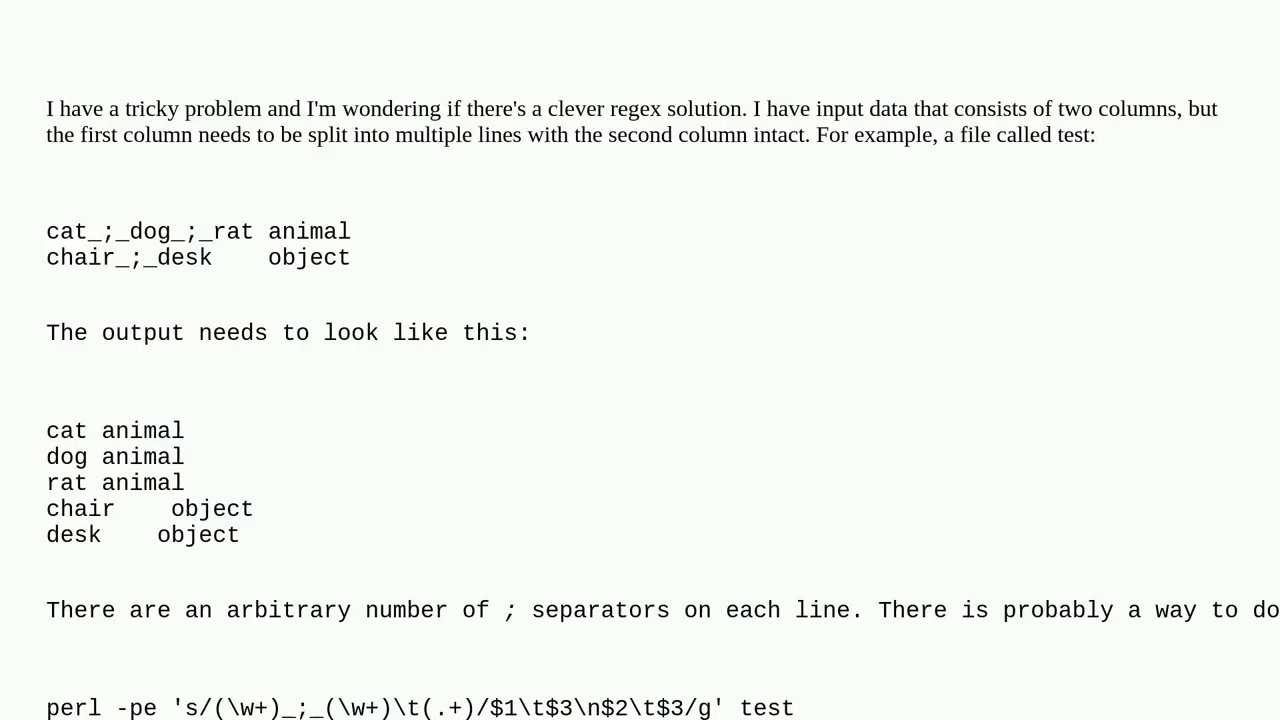 I have a tricky problem and I'm wondering if there's a clever regex solution. I have input data that consists of two columns, but
the first column needs to be split into multiple lines with the second column intact. For example, a file called test:
cat_;_dog_;_rat animal
chair_;_desk    object
The output needs to look like this:
cat animal
dog animal
rat animal
chair    object
desk    object
There are an arbitrary number of ; separators on each line. There is probably a way to do
perl -pe 's/(\w+)_;_(\w+)\t(.+)/$1\t$3\n$2\t$3/g' test